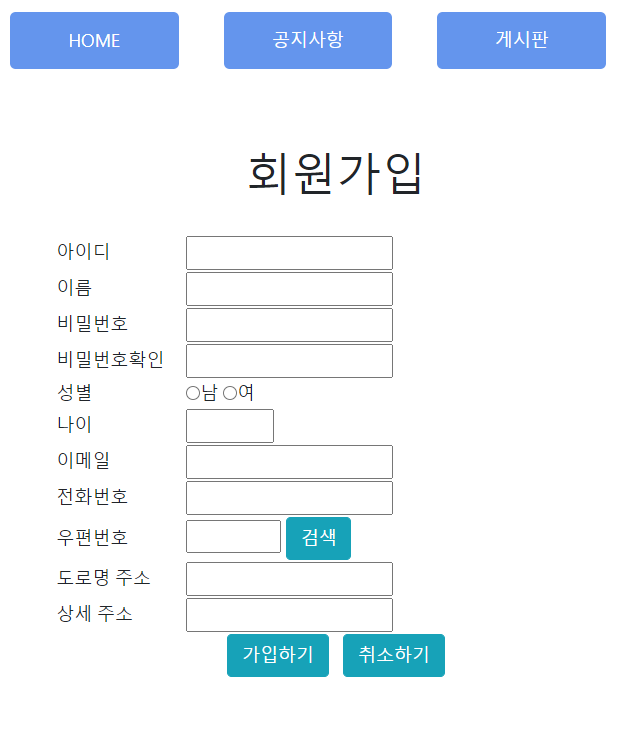 HOME 공지사항 게시판
회원가입
아이디
이름
비밀번호
비밀번호확인
성별 남 여
나이
이메일
전화번호
우편번호 검색
도로명 주소
상세 주소
가입하기 취소하기